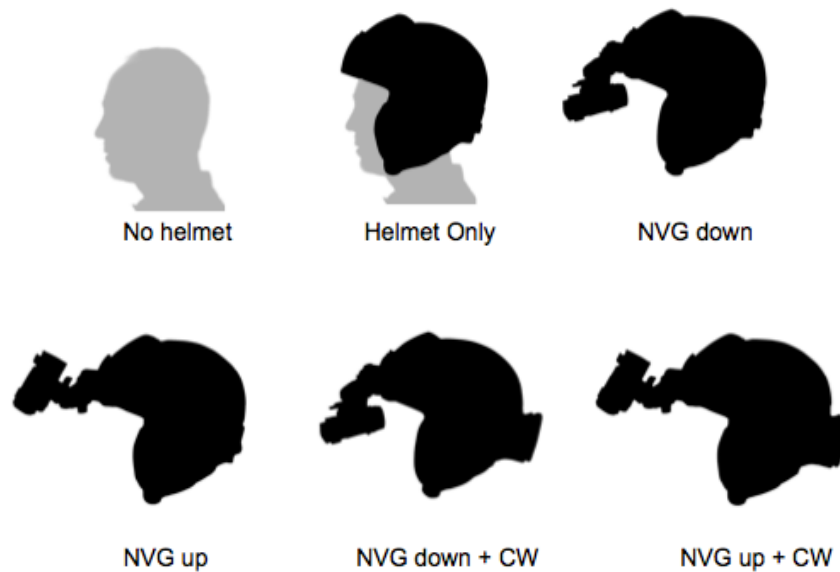 No helmet
Helmet Only
NVG down
NVG up
NVG down + CW
NVG up + CW